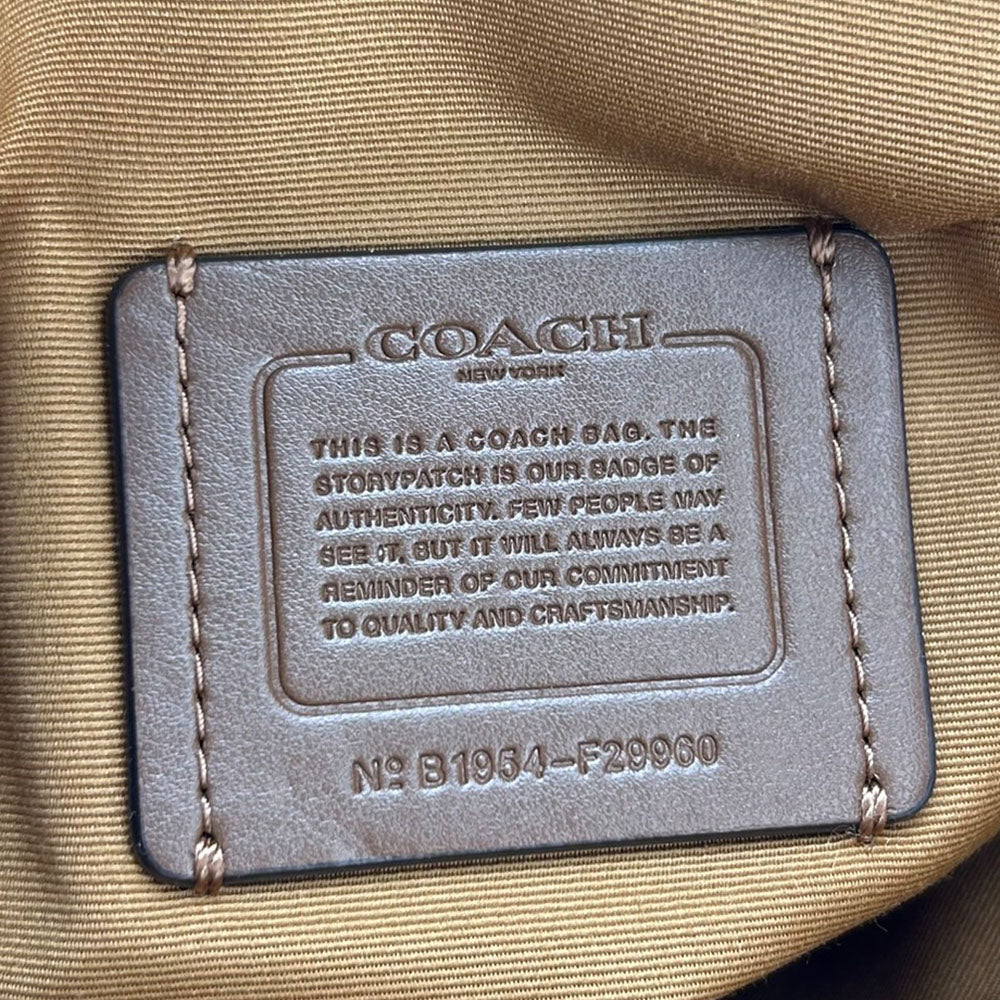 COACH
NEW YORK
THIS IS A COACH BAG. THE
STORYPATCH IS OUR BADGE OF
AUTHENTICITY. FEW PEOPLE MAY
SEE IT, BUT IT WILL ALWAYS BE A
REMINDER OF OUR COMMITMENT
TO QUALITY AND CRAFTSMANSHIP.
Nº B1954-F29960